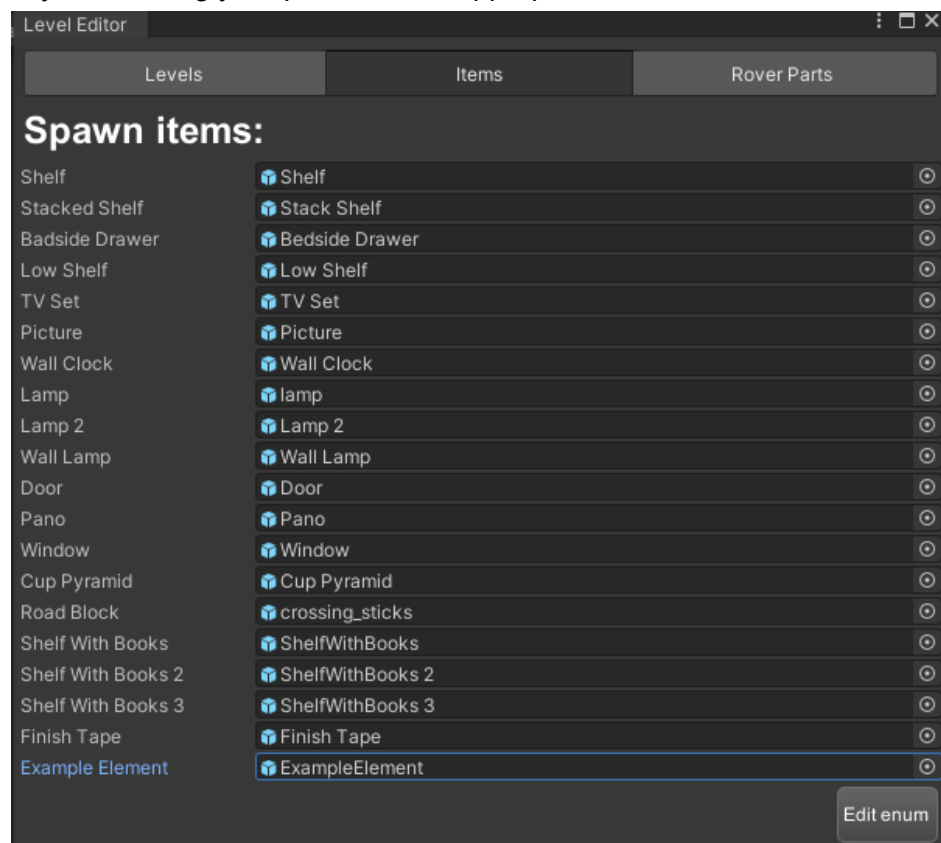 Level Editor
Levels Items Rover Parts
Spawn items:
Shelf Shelf
Stacked Shelf Stack Shelf
Badside Drawer Bedside Drawer
Low Shelf Low Shelf
TV Set TV Set
Picture Picture
Wall Clock Wall Clock
Lamp lamp
Lamp 2 Lamp 2
Wall Lamp Wall Lamp
Door Door
Pano Pano
Window Window
Cup Pyramid Cup Pyramid
Road Block crossing_sticks
Shelf With Books ShelfWithBooks
Shelf With Books 2 ShelfWithBooks 2
Shelf With Books 3 ShelfWithBooks 3
Finish Tape Finish Tape
Example Element ExampleElement
Edit enum